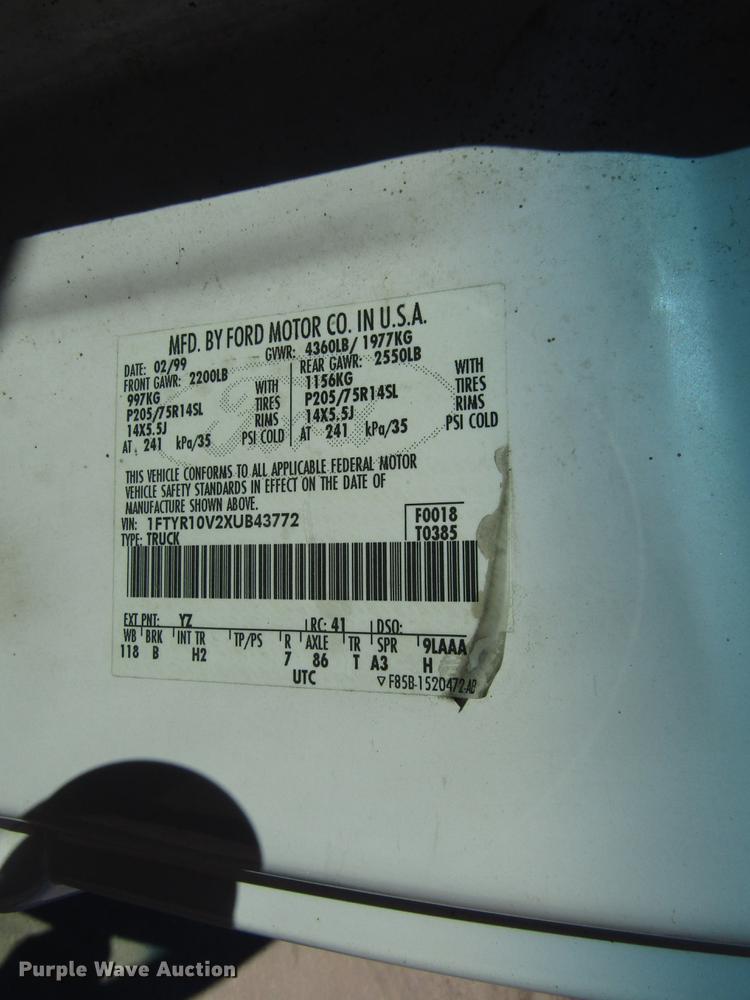 MFD. BY FORD MOTOR CO. IN U.S.A.
DATE: 02/99 GVWR: 4360LB/ 1977KG
FRONT GAWR: 2200LB REAR GAWR: 2550LB
997KG WITH 1156KG WITH
P205/75R14SL TIRES P205/75R14SL TIRES
14X5.5J RIMS 14X5.5J RIMS
AT 241 kPa/35 PSI COLD AT 241 kPa/35 PSI COLD
THIS VEHICLE CONFORMS TO ALL APPLICABLE FEDERAL MOTOR
VEHICLE SAFETY STANDARDS IN EFFECT ON THE DATE OF
MANUFACTURE SHOWN ABOVE.
VIN: 1FTYR10V2XUB43772 F0018
TYPE: TRUCK T0385
EXT PNT: YZ RC: 41 DSO:
WB BRK INT TR TP/PS R AXLE TR SPR 9LAAA
118 B H2 7 86 T A3 H
UTC ▽ F85B-1520472-AB
Purple Wave Auction